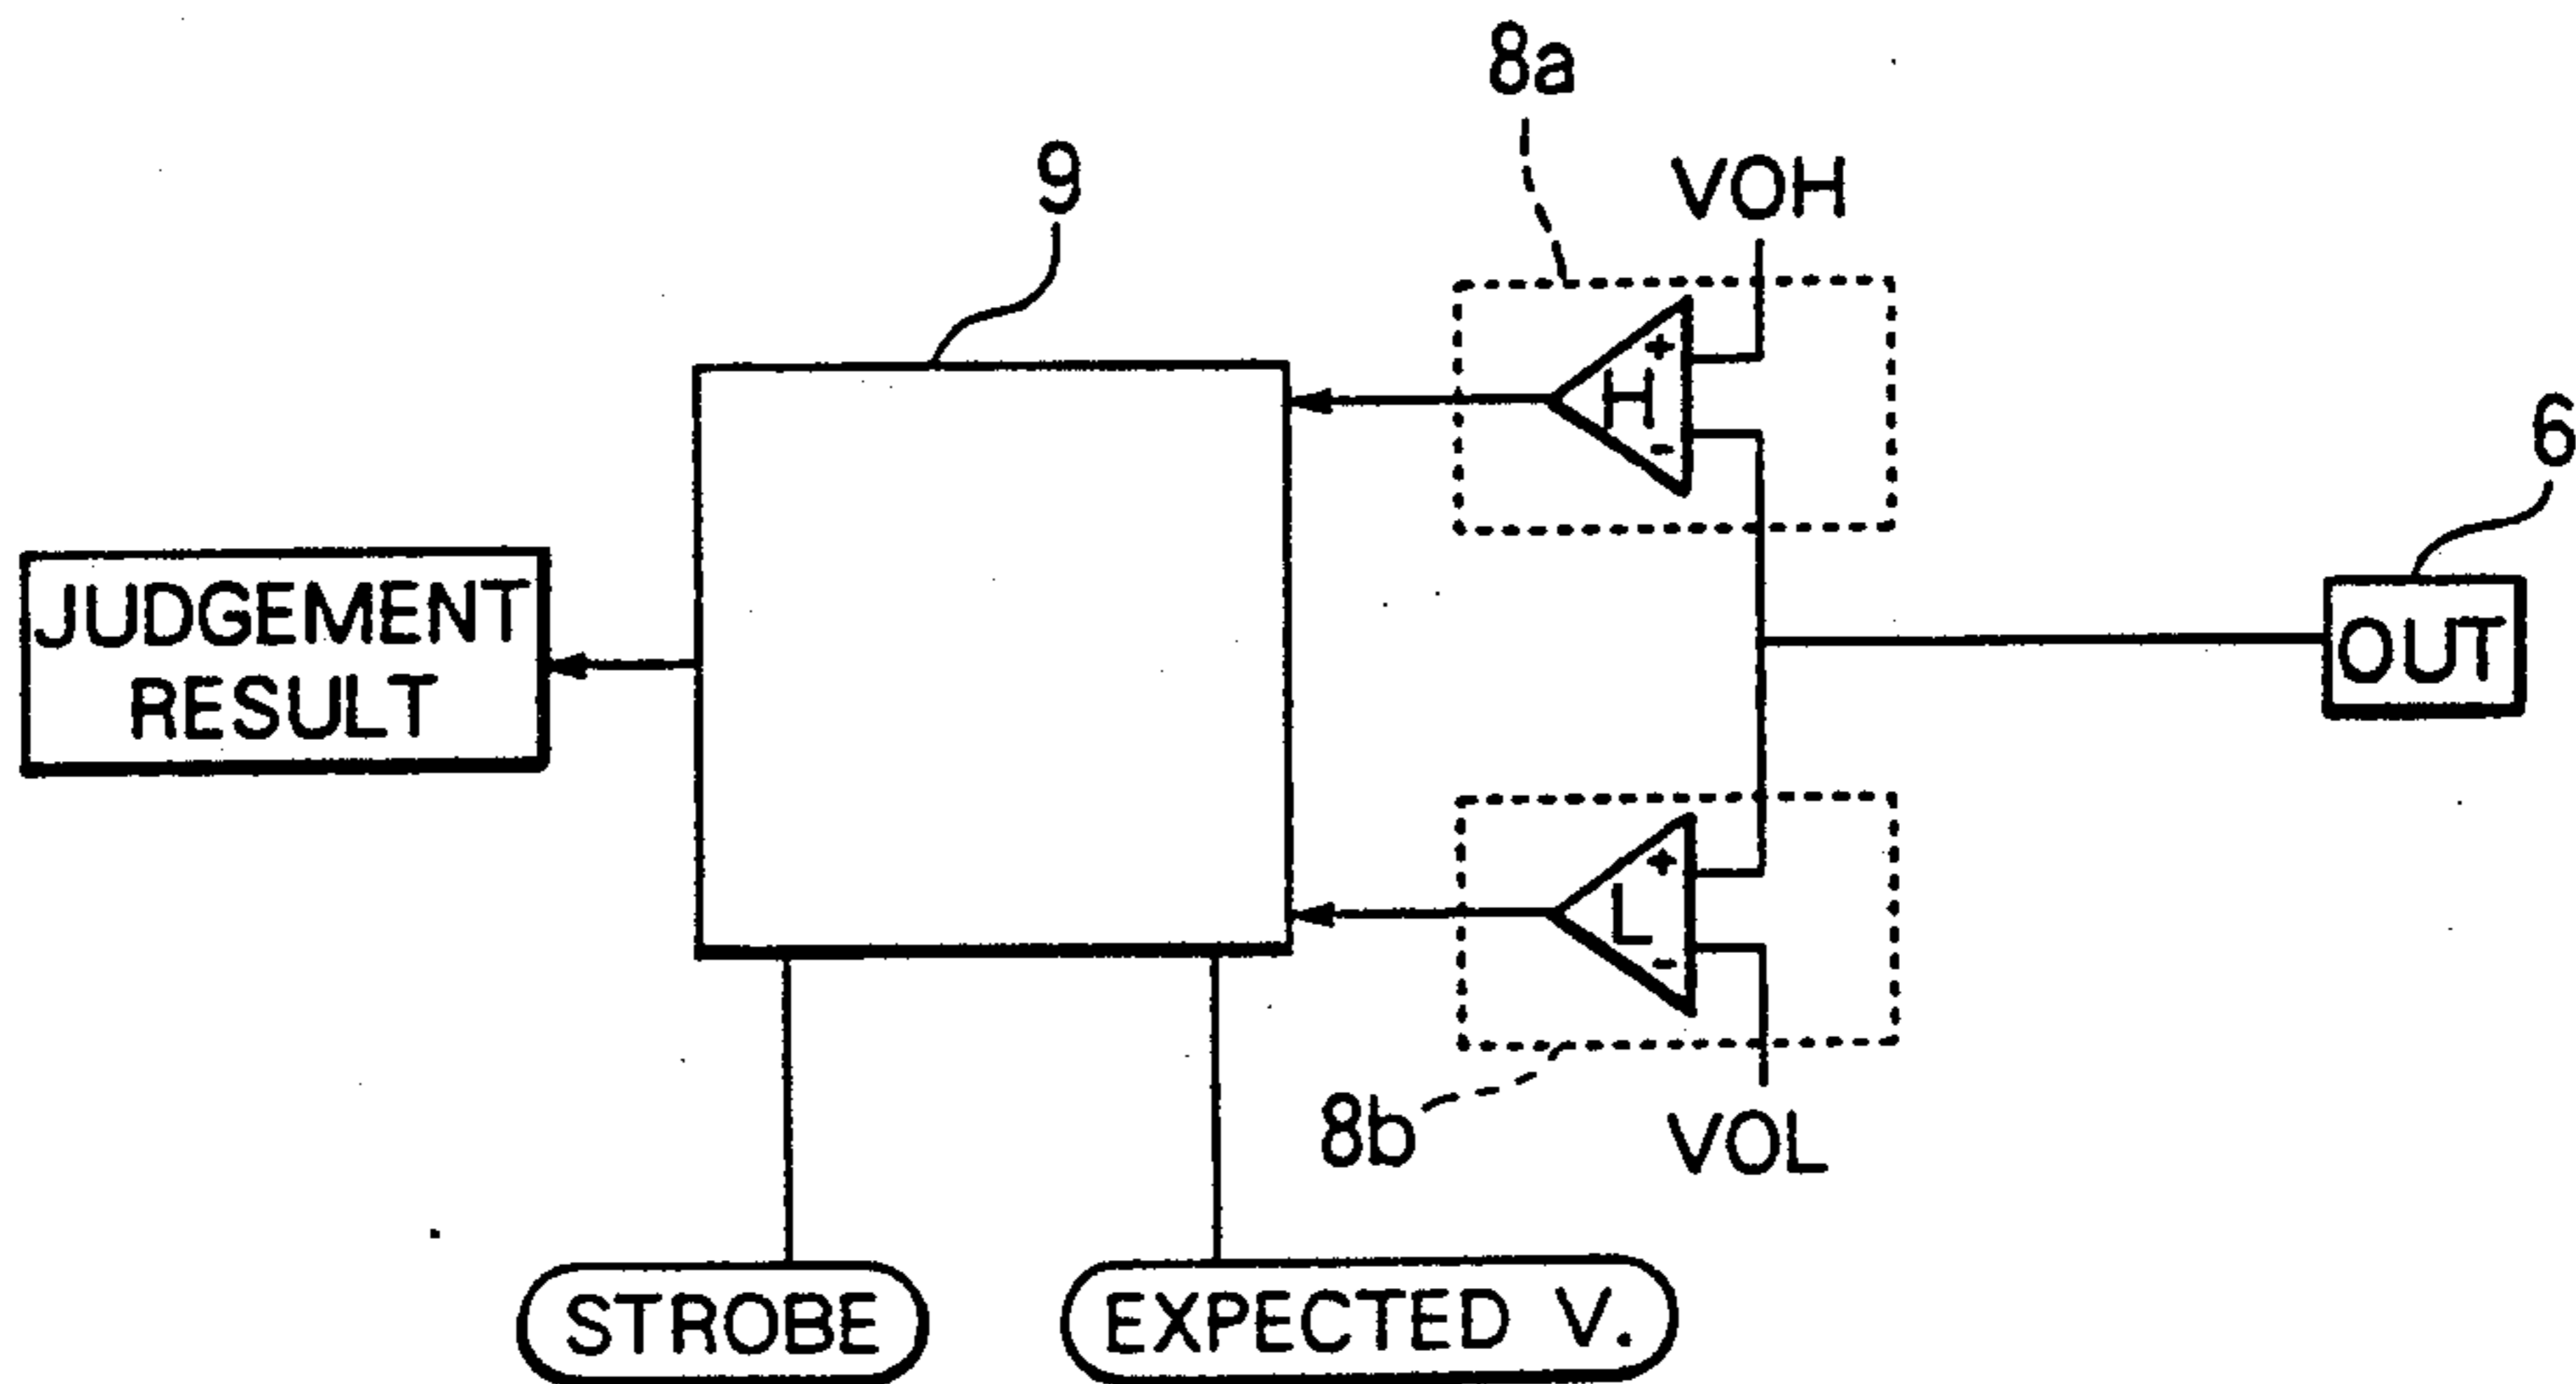 8a
9
VOH
+
H
-
6
JUDGEMENT
RESULT
OUT
+
L
-
8b
VOL
STROBE
EXPECTED V.